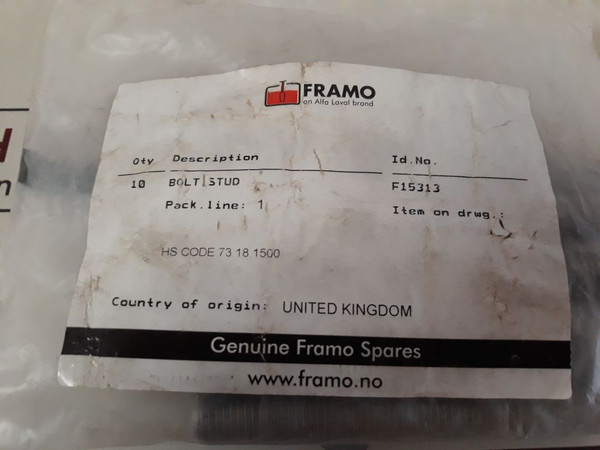 FRAMO
an Alfa Laval brand
Qty Description Id.No.
10 BOLT STUD F15313
Pack.line: 1 Item on drwg.:
HS CODE 73 18 1500
Country of origin: UNITED KINGDOM
Genuine Framo Spares
www.framo.no